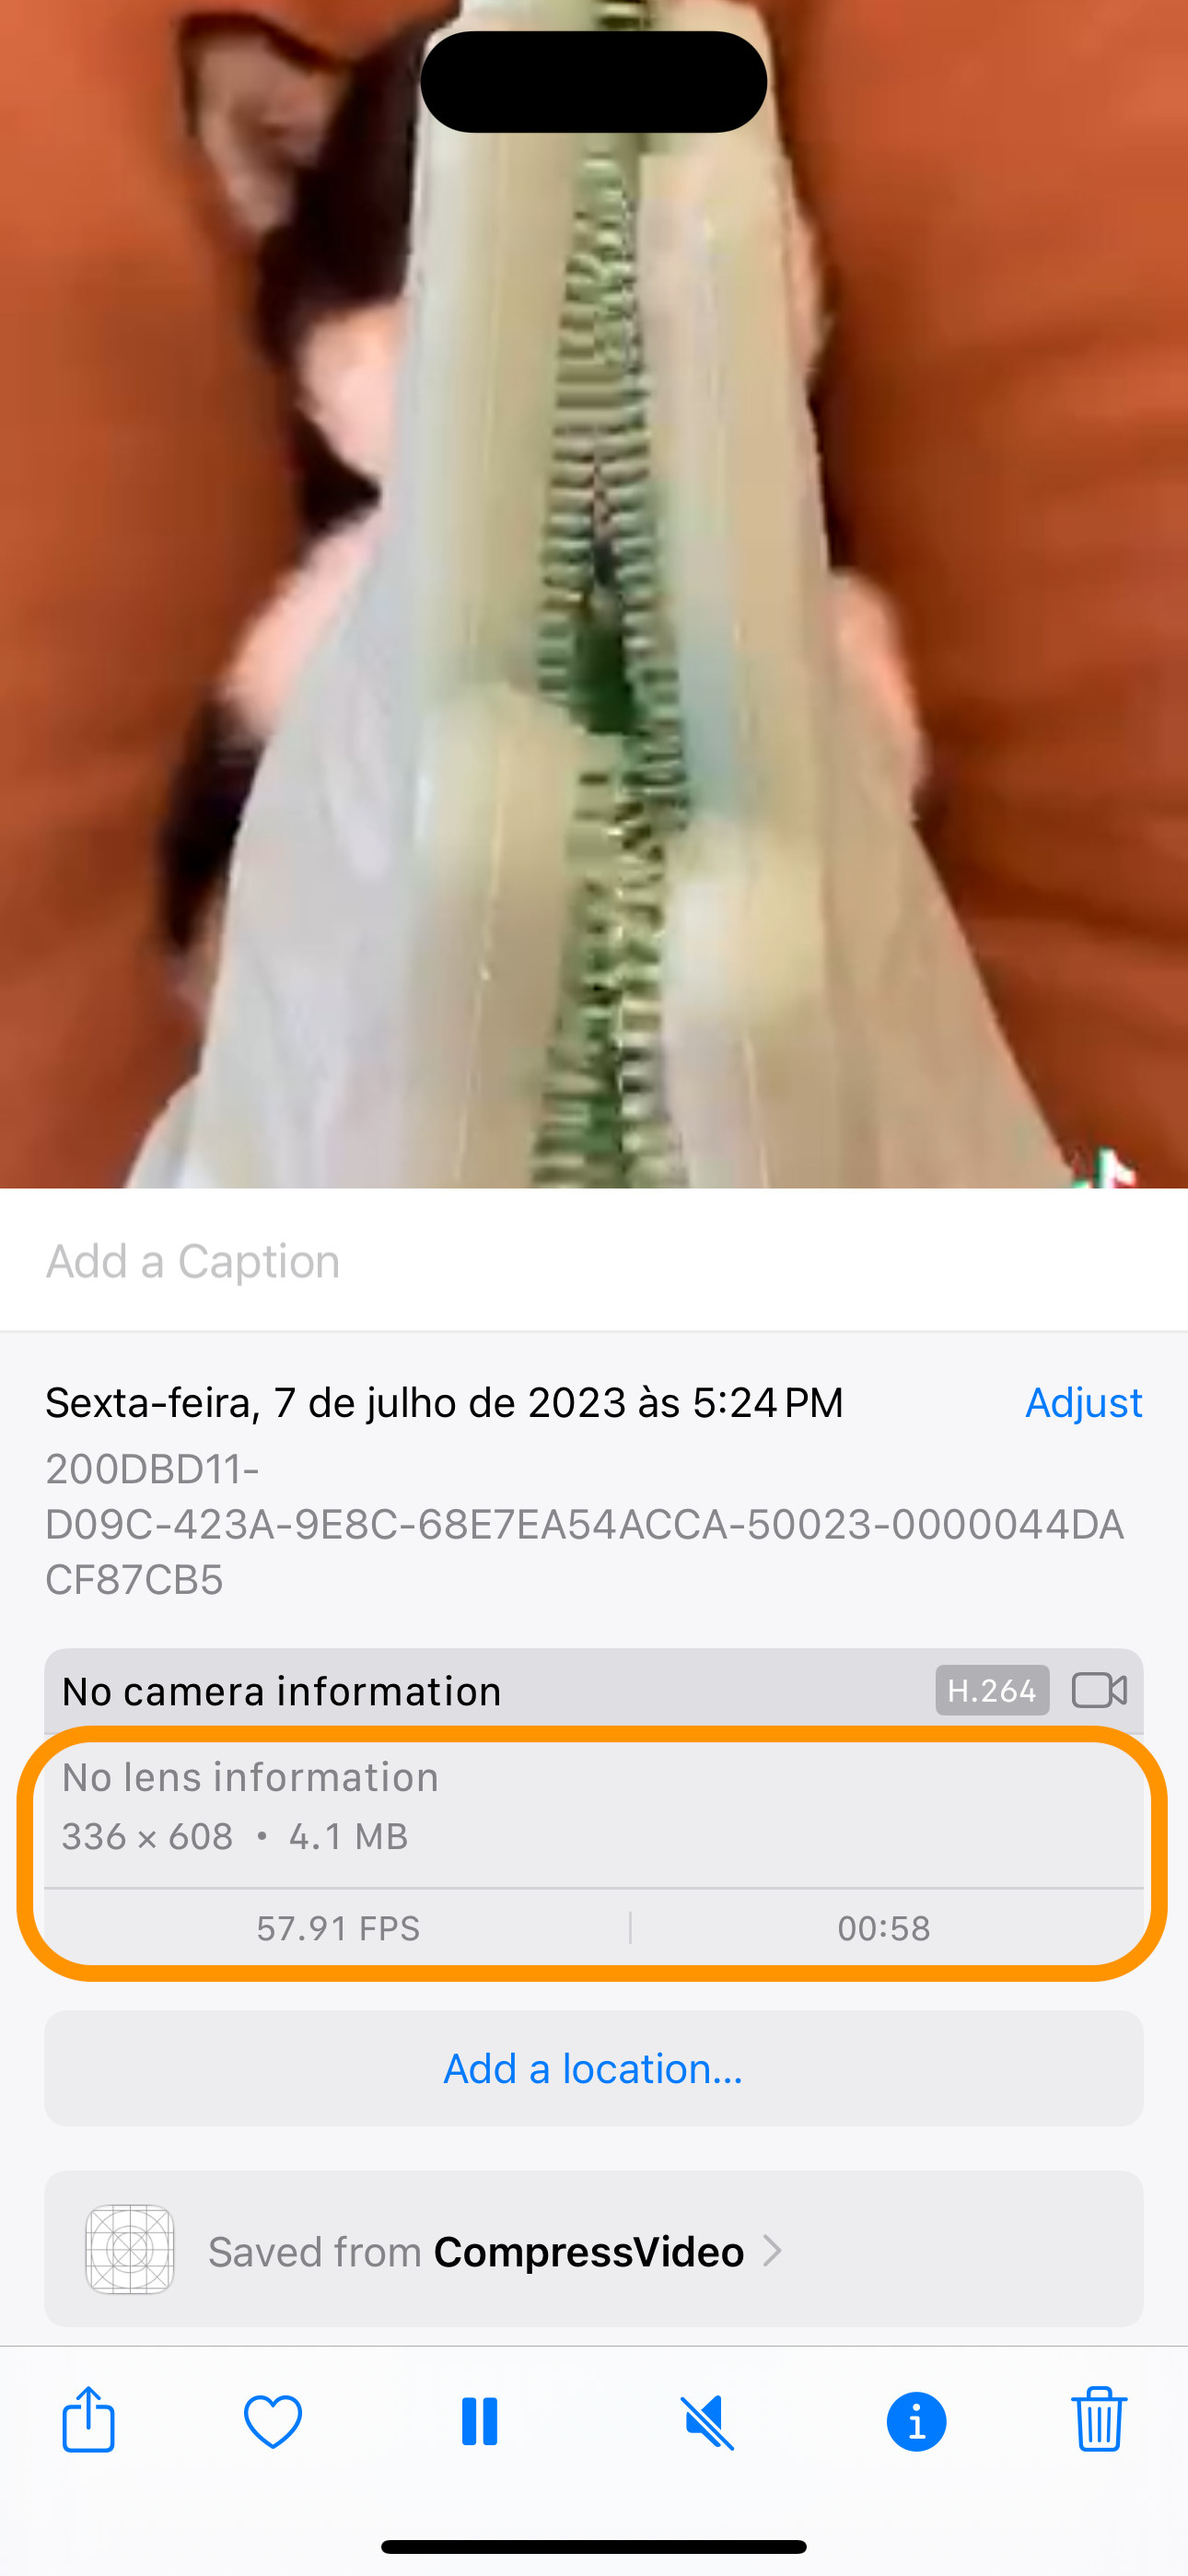 Add a Caption
Sexta-feira, 7 de julho de 2023 às 5:24 PM
Adjust
200DBD11-
D09C-423A-9E8C-68E7EA54ACCA-50023-0000044DA
CF87CB5
No camera information
H.264
No lens information
336 × 608 • 4.1 MB
57.91 FPS
00:58
Add a location...
Saved from CompressVideo